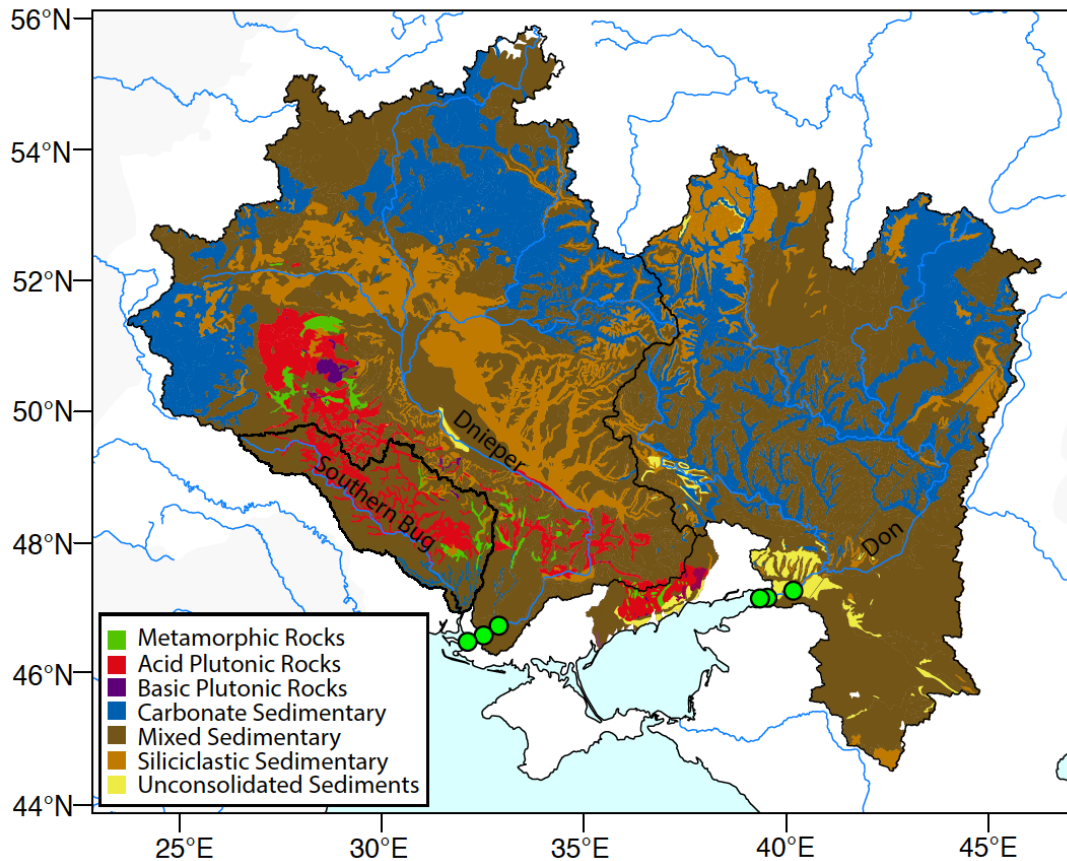 56°N
54°N
52°N
50°N
48°N
46°N
44°N
Dnieper
Southern Bug
Don
Metamorphic Rocks
Acid Plutonic Rocks
Basic Plutonic Rocks
Carbonate Sedimentary
Mixed Sedimentary
Siliciclastic Sedimentary
Unconsolidated Sediments
25°E
30°E
35°E
40°E
45°E